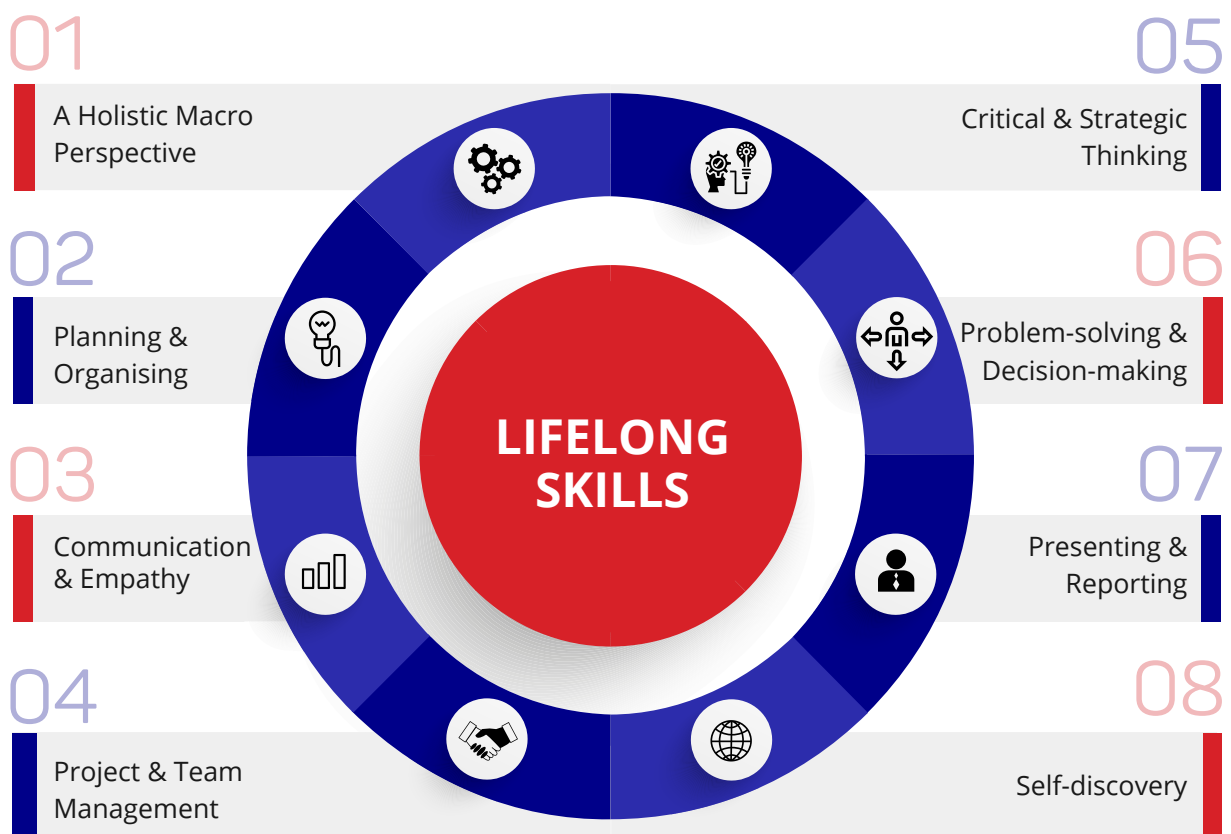 01
A Holistic Macro
Perspective
02
Planning &
Organising
03
Communication
& Empathy
04
Project & Team
Management
LIFELONG
SKILLS
05
Critical & Strategic
Thinking
06
Problem-solving &
Decision-making
07
Presenting &
Reporting
08
Self-discovery